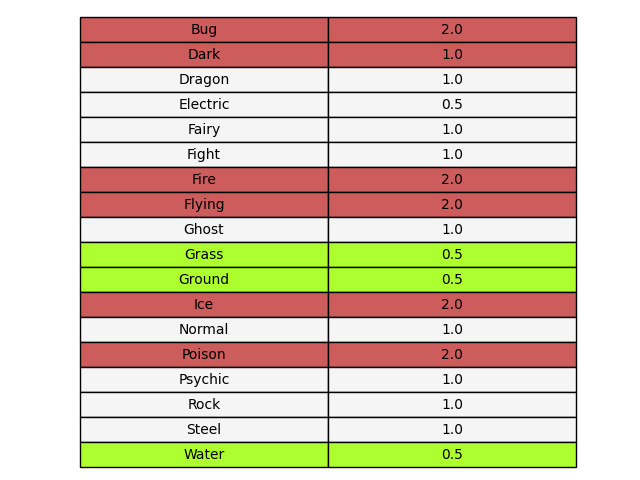 Bug 2.0
Dark 1.0
Dragon 1.0
Electric 0.5
Fairy 1.0
Fight 1.0
Fire 2.0
Flying 2.0
Ghost 1.0
Grass 0.5
Ground 0.5
Ice 2.0
Normal 1.0
Poison 2.0
Psychic 1.0
Rock 1.0
Steel 1.0
Water 0.5